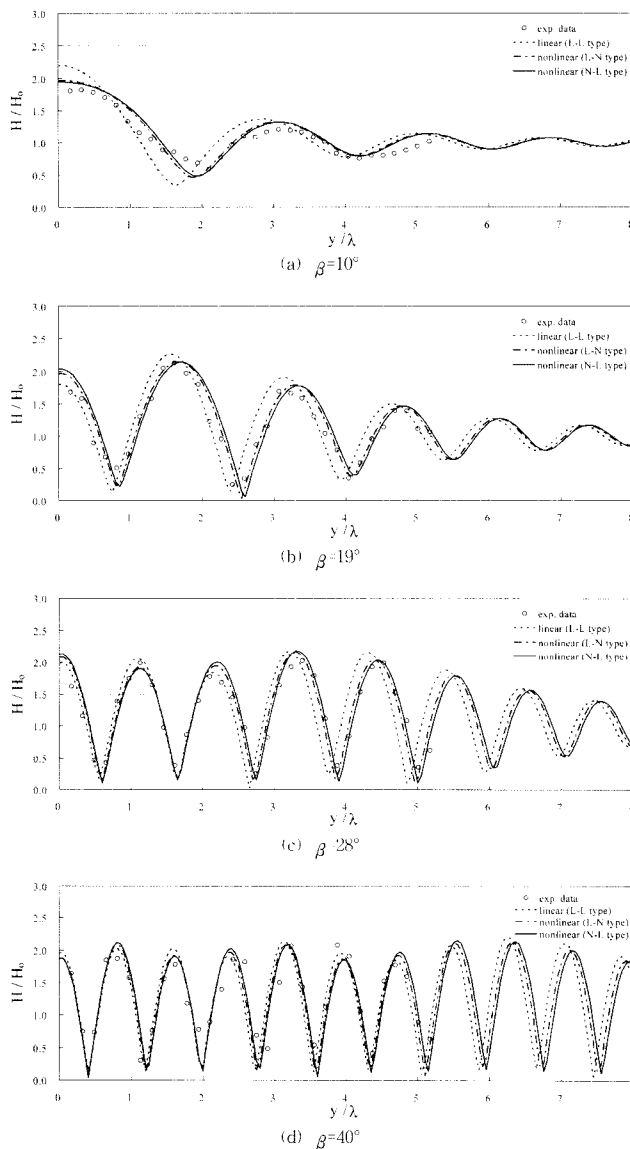 3.0
2.5
2.0
1.5
1.0
0.5
0.0
H / H₀
exp. data
linear (L-L type)
nonlinear (L-N type)
nonlinear (N-L type)
0 1 2 3 4 5 6 7 8
y / λ
(a) β=10°
3.0
2.5
2.0
1.5
1.0
0.5
0.0
H / H₀
exp. data
linear (L-L type)
nonlinear (L-N type)
nonlinear (N-L type)
0 1 2 3 4 5 6 7 8
y / λ
(b) β=19°
3.0
2.5
2.0
1.5
1.0
0.5
0.0
H / H₀
exp. data
linear (L-L type)
nonlinear (L-N type)
nonlinear (N-L type)
0 1 2 3 4 5 6 7 8
y / λ
(c) β 28°
3.0
2.5
2.0
1.5
1.0
0.5
0.0
H / H₀
exp. data
linear (L-L type)
nonlinear (L-N type)
nonlinear (N-L type)
0 1 2 3 4 5 6 7 8
y / λ
(d) β=40°